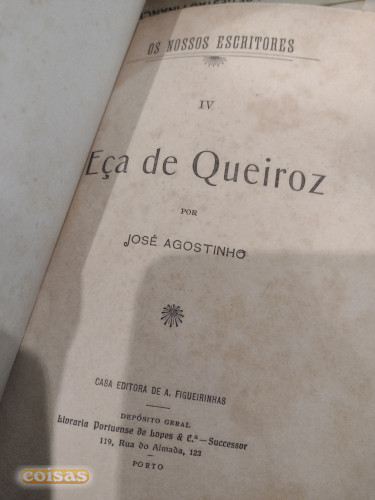 OS NOSSOS ESCRITORES
IV
Eça de Queiroz
POR
JOSÉ AGOSTINHO
CASA EDITORA DE A. FIGUEIRINHAS
DEPÓSITO GERAL
Livraria Portuense de Lopes & C.ª—Successor
119, Rua do Almada, 123
PORTO
coisas